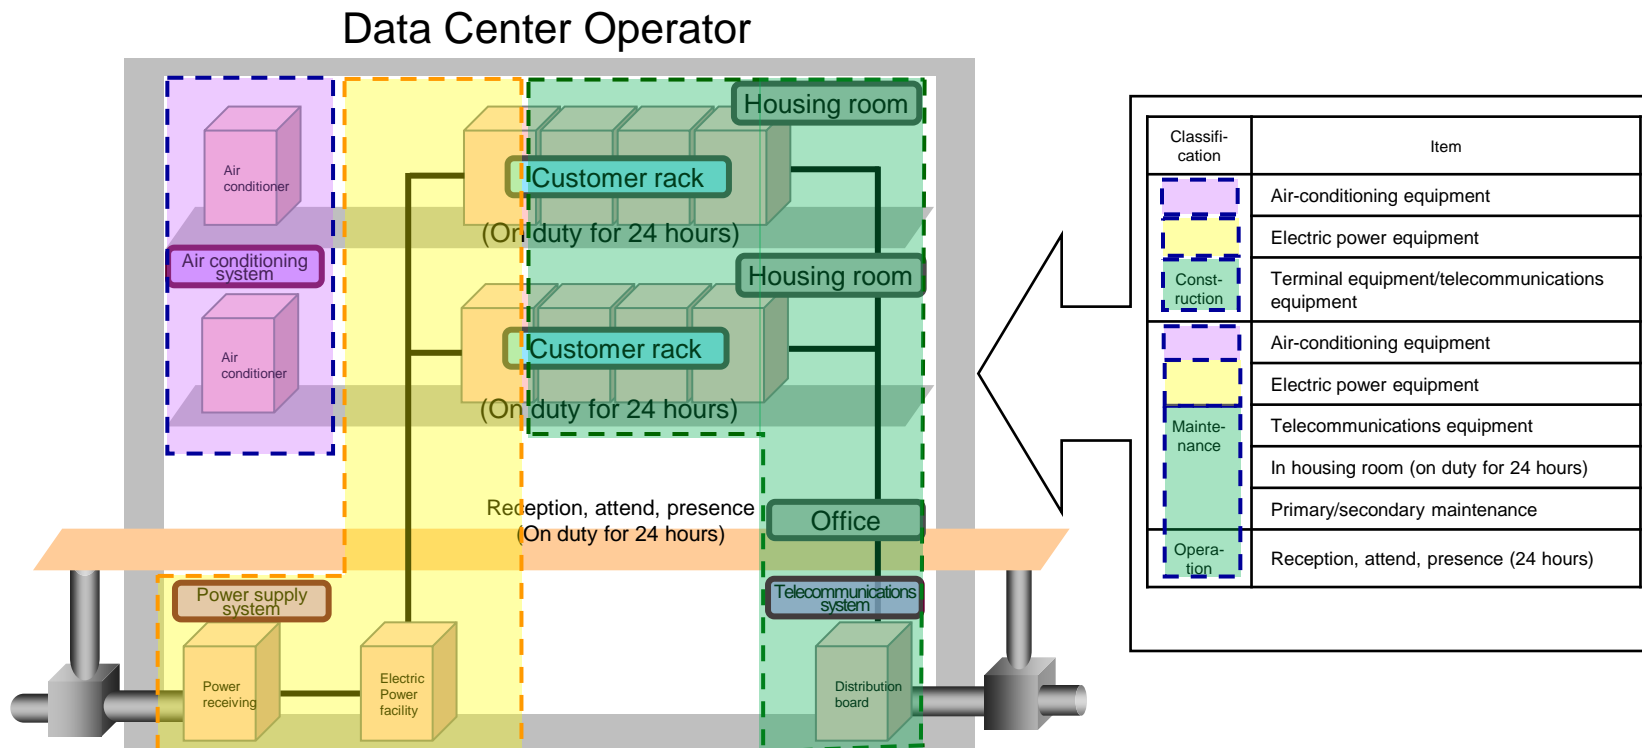 Data Center Operator
Housing room
Air
conditioner
Customer rack
(On duty for 24 hours)
Air conditioning
system
Housing room
Air
conditioner
Customer rack
(On duty for 24 hours)
Reception, attend, presence
(On duty for 24 hours)
Office
Power supply
system
Telecommunications
system
Power
receiving
Electric
Power
facility
Distribution
board
Classifi-
cation
Item
Air-conditioning equipment
Electric power equipment
Const-
ruction
Terminal equipment/telecommunications
equipment
Air-conditioning equipment
Electric power equipment
Mainte-
nance
Telecommunications equipment
In housing room (on duty for 24 hours)
Primary/secondary maintenance
Opera-
tion
Reception, attend, presence (24 hours)